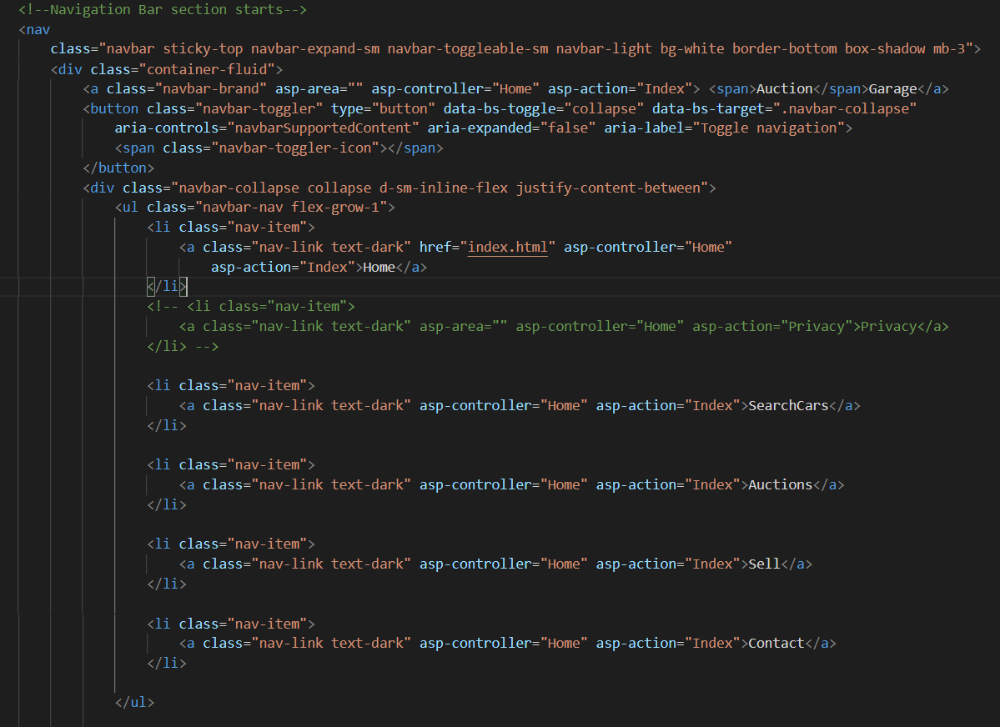 <!--Navigation Bar section starts-->
<nav
class="navbar sticky-top navbar-expand-sm navbar-toggleable-sm navbar-light bg-white border-bottom box-shadow mb-3">
<div class="container-fluid">
<a class="navbar-brand" asp-area="" asp-controller="Home" asp-action="Index"> <span>Auction</span>Garage</a>
<button class="navbar-toggler" type="button" data-bs-toggle="collapse" data-bs-target=".navbar-collapse"
aria-controls="navbarSupportedContent" aria-expanded="false" aria-label="Toggle navigation">
<span class="navbar-toggler-icon"></span>
</button>
<div class="navbar-collapse collapse d-sm-inline-flex justify-content-between">
<ul class="navbar-nav flex-grow-1">
<li class="nav-item">
<a class="nav-link text-dark" href="index.html" asp-controller="Home"
asp-action="Index">Home</a>
</li>
<!-- <li class="nav-item">
<a class="nav-link text-dark" asp-area="" asp-controller="Home" asp-action="Privacy">Privacy</a>
</li> -->
<li class="nav-item">
<a class="nav-link text-dark" asp-controller="Home" asp-action="Index">SearchCars</a>
</li>
<li class="nav-item">
<a class="nav-link text-dark" asp-controller="Home" asp-action="Index">Auctions</a>
</li>
<li class="nav-item">
<a class="nav-link text-dark" asp-controller="Home" asp-action="Index">Sell</a>
</li>
<li class="nav-item">
<a class="nav-link text-dark" asp-controller="Home" asp-action="Index">Contact</a>
</li>
</ul>